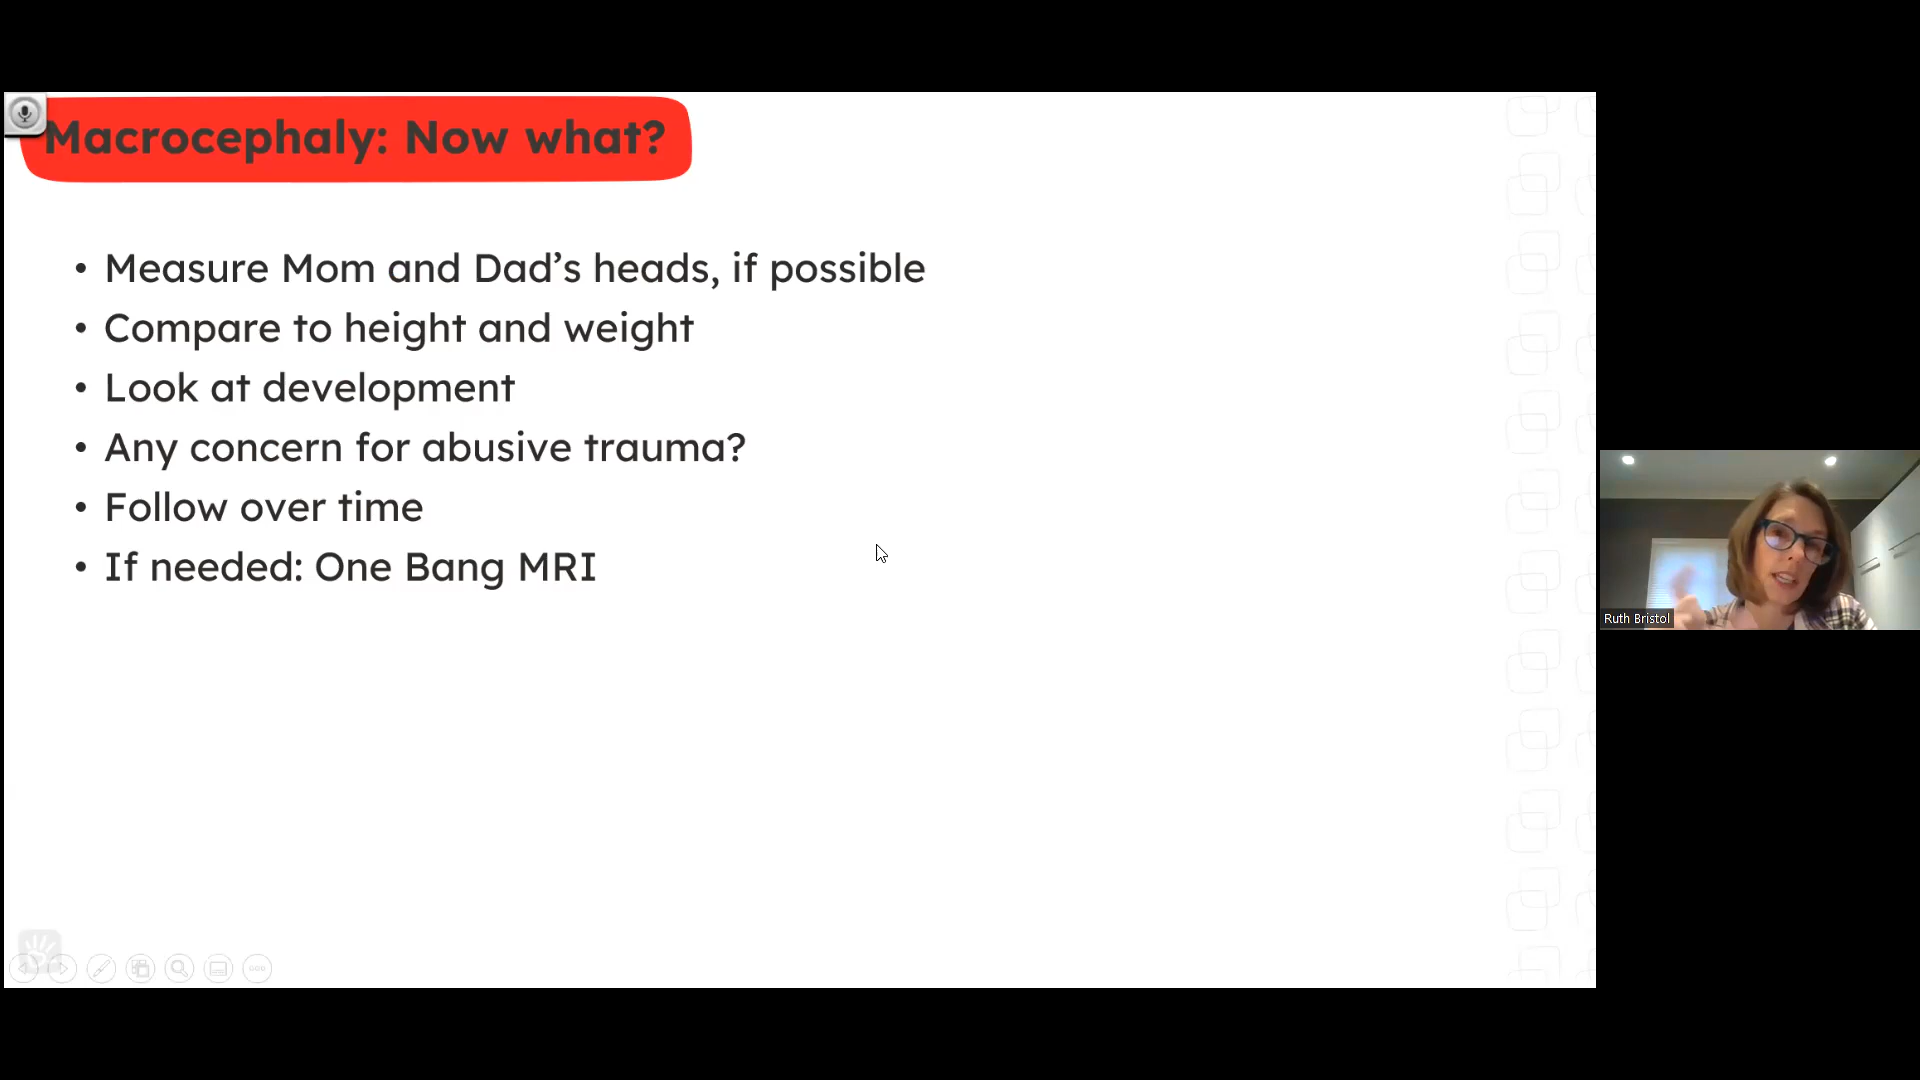 Macrocephaly: Now what?
• Measure Mom and Dad’s heads, if possible
• Compare to height and weight
• Look at development
• Any concern for abusive trauma?
• Follow over time
• If needed: One Bang MRI
Ruth Bristol